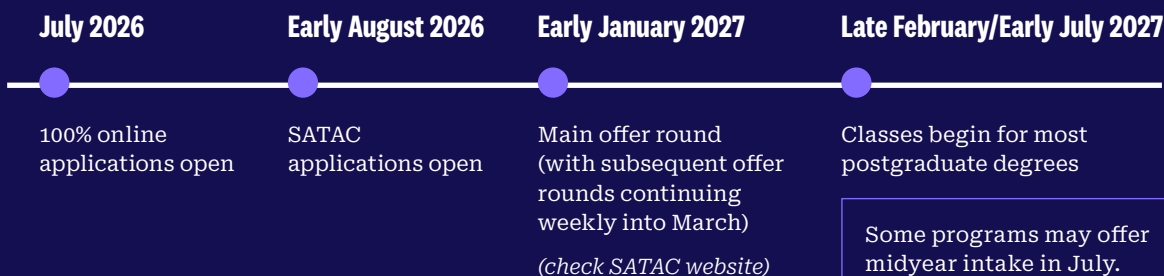 July 2026
100% online
applications open
Early August 2026
SATAC
applications open
Early January 2027
Main offer round
(with subsequent offer
rounds continuing
weekly into March)
(check SATAC website)
Late February/Early July 2027
Classes begin for most
postgraduate degrees
Some programs may offer
midyear intake in July.